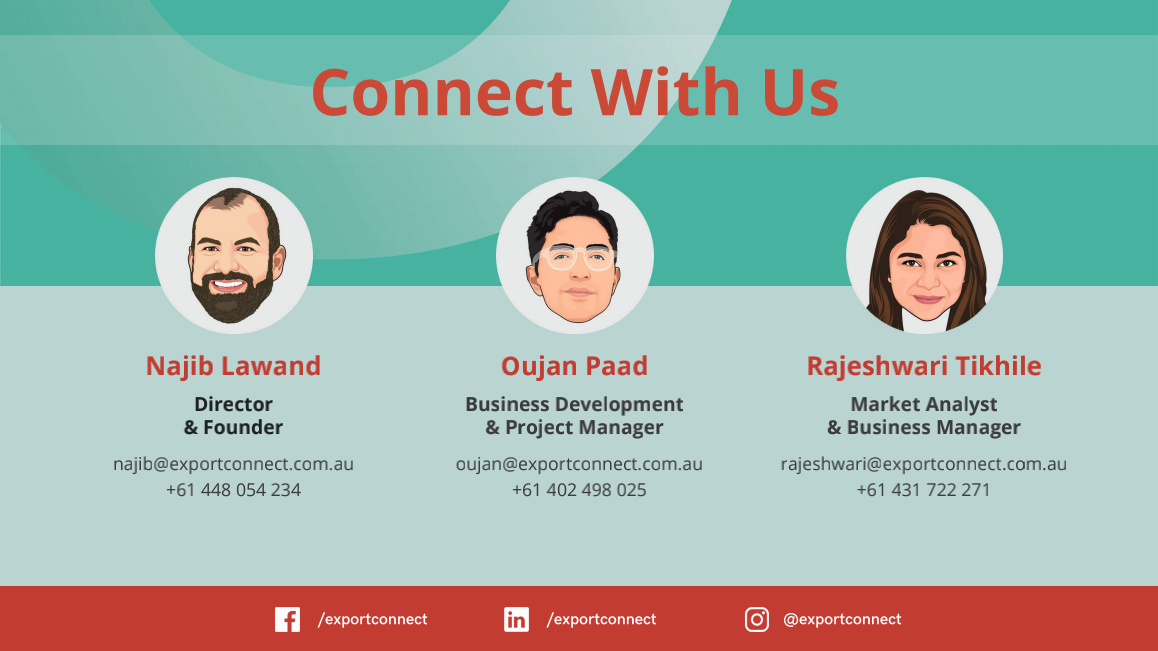 Connect With Us
Najib Lawand
Director
& Founder
najib@exportconnect.com.au
+61 448 054 234
Oujan Paad
Business Development
& Project Manager
oujan@exportconnect.com.au
+61 402 498 025
Rajeshwari Tikhile
Market Analyst
& Business Manager
rajeshwari@exportconnect.com.au
+61 431 722 271
/exportconnect
/exportconnect
@exportconnect